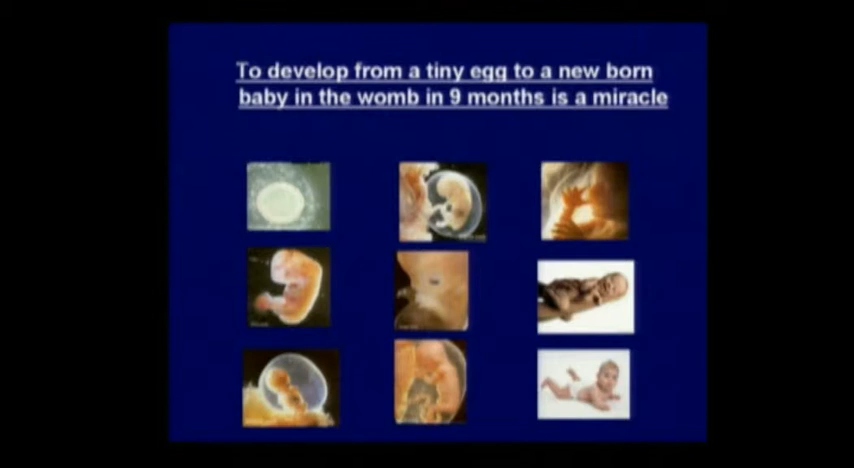 To develop from a tiny egg to a new born
baby in the womb in 9 months is a miracle